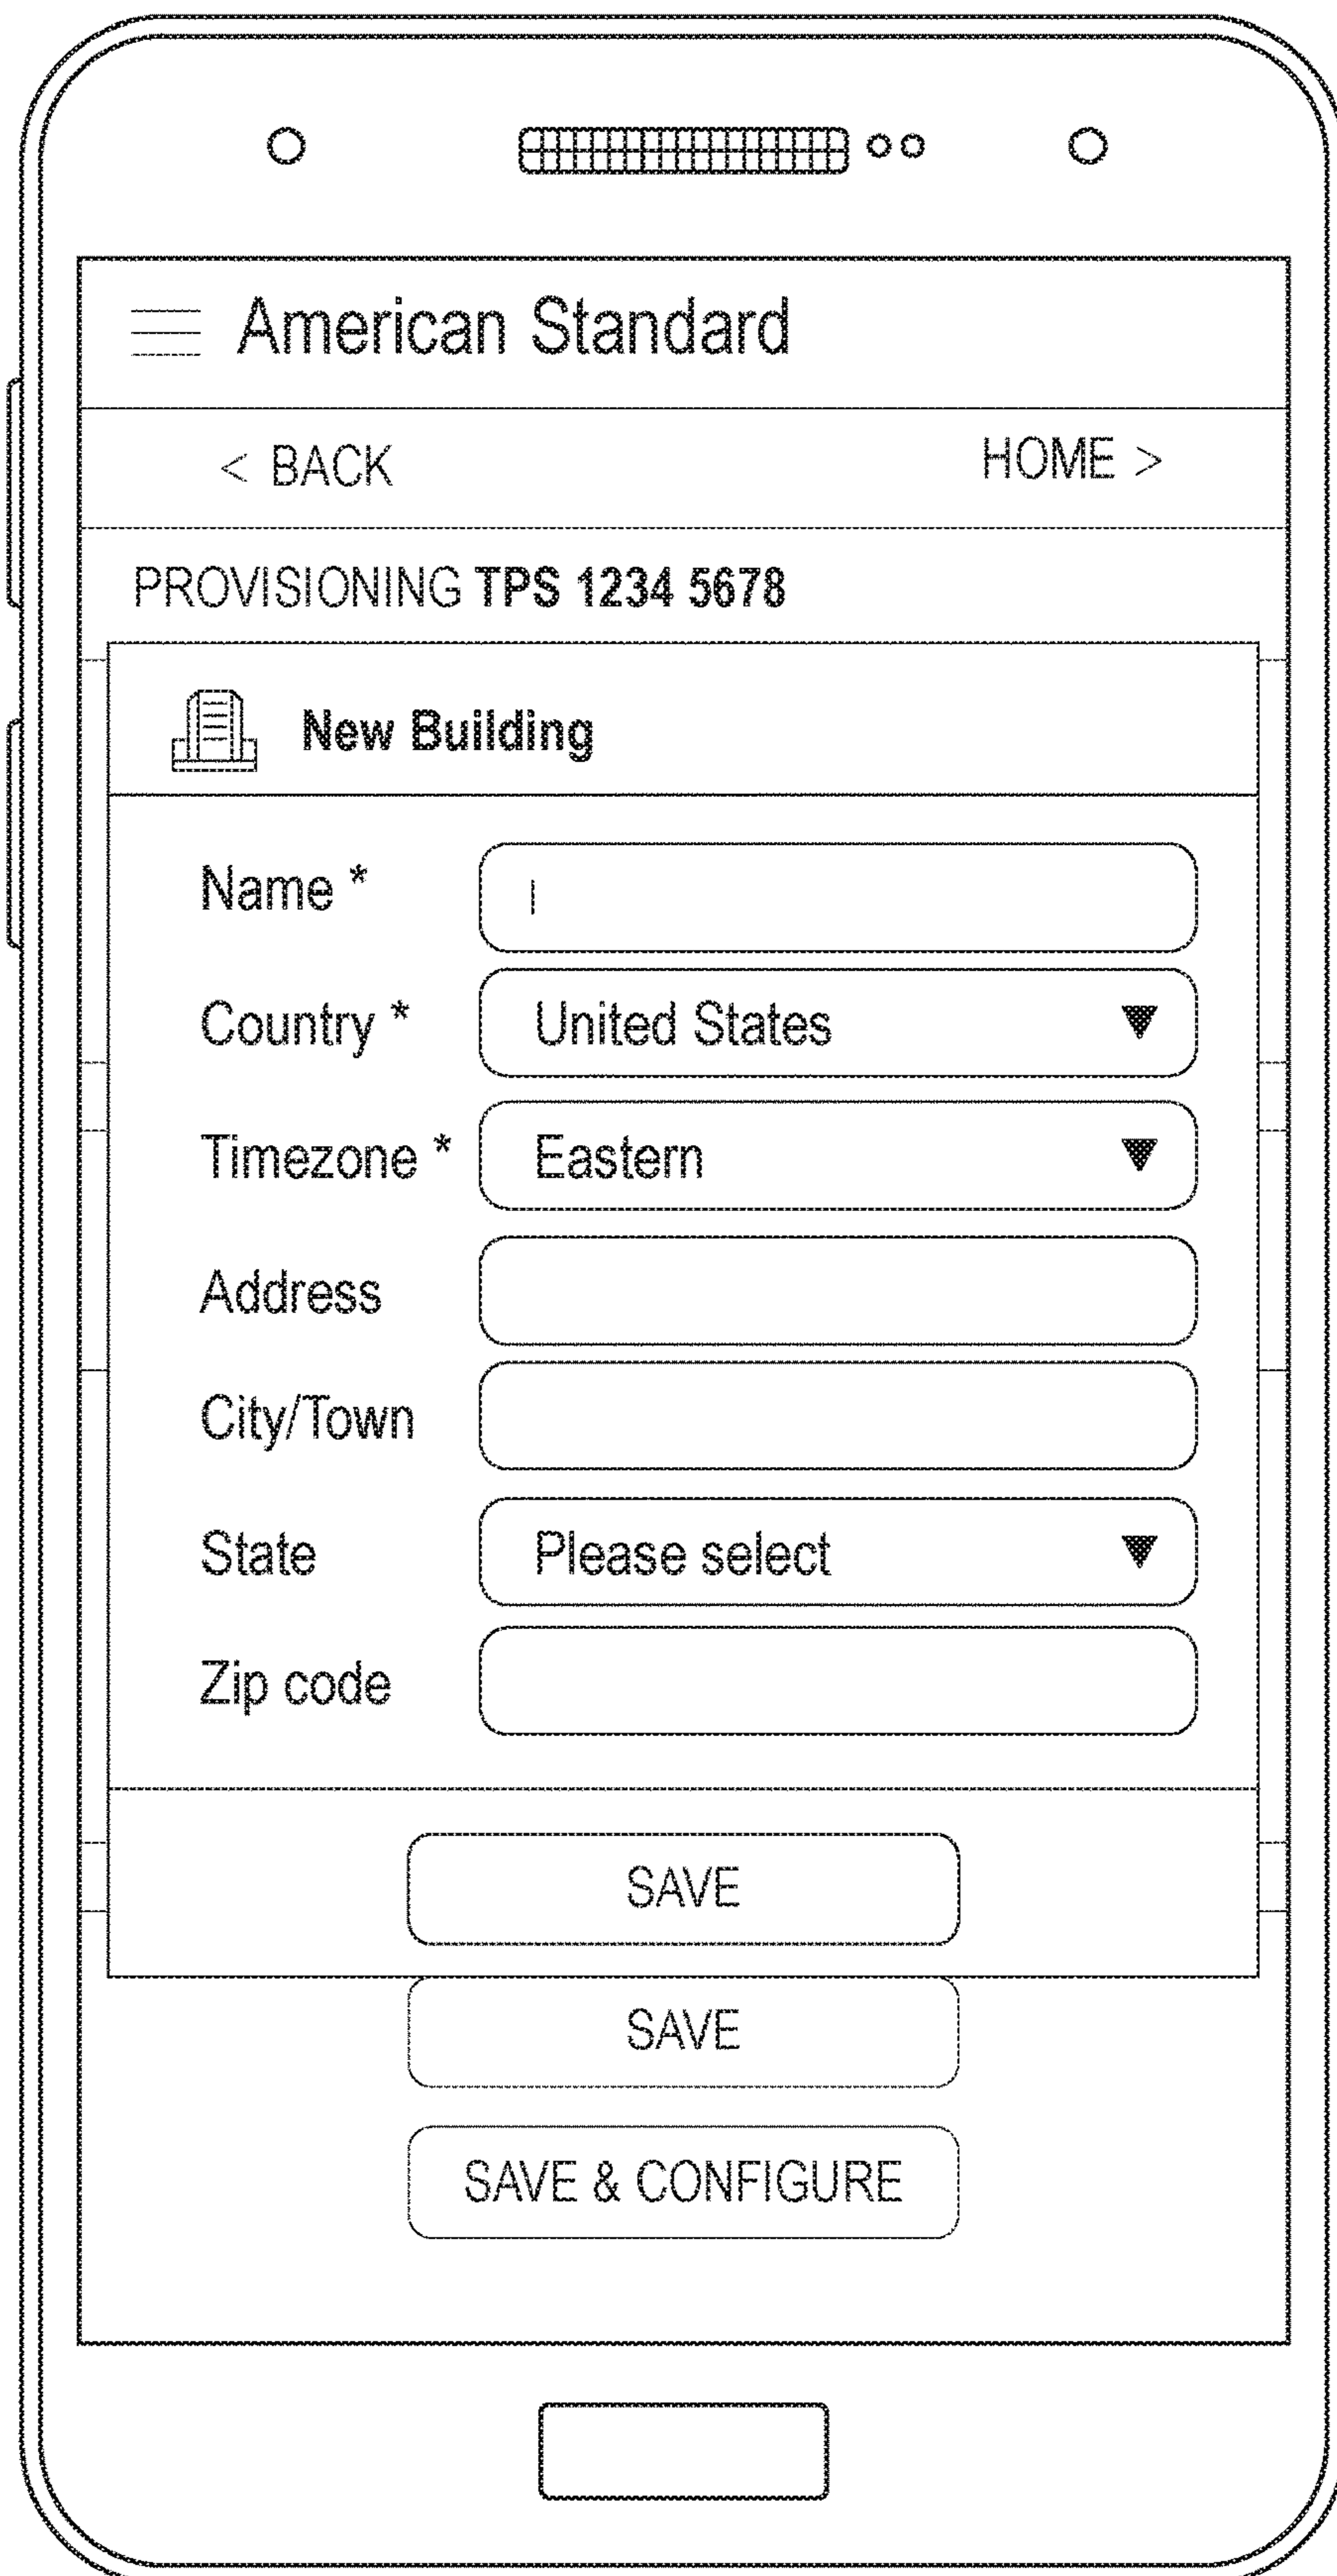 American Standard
< BACK HOME >
PROVISIONING TPS 1234 5678
New Building
Name *
Country * United States
Timezone * Eastern
Address
City/Town
State Please select
Zip code
SAVE
SAVE
SAVE & CONFIGURE